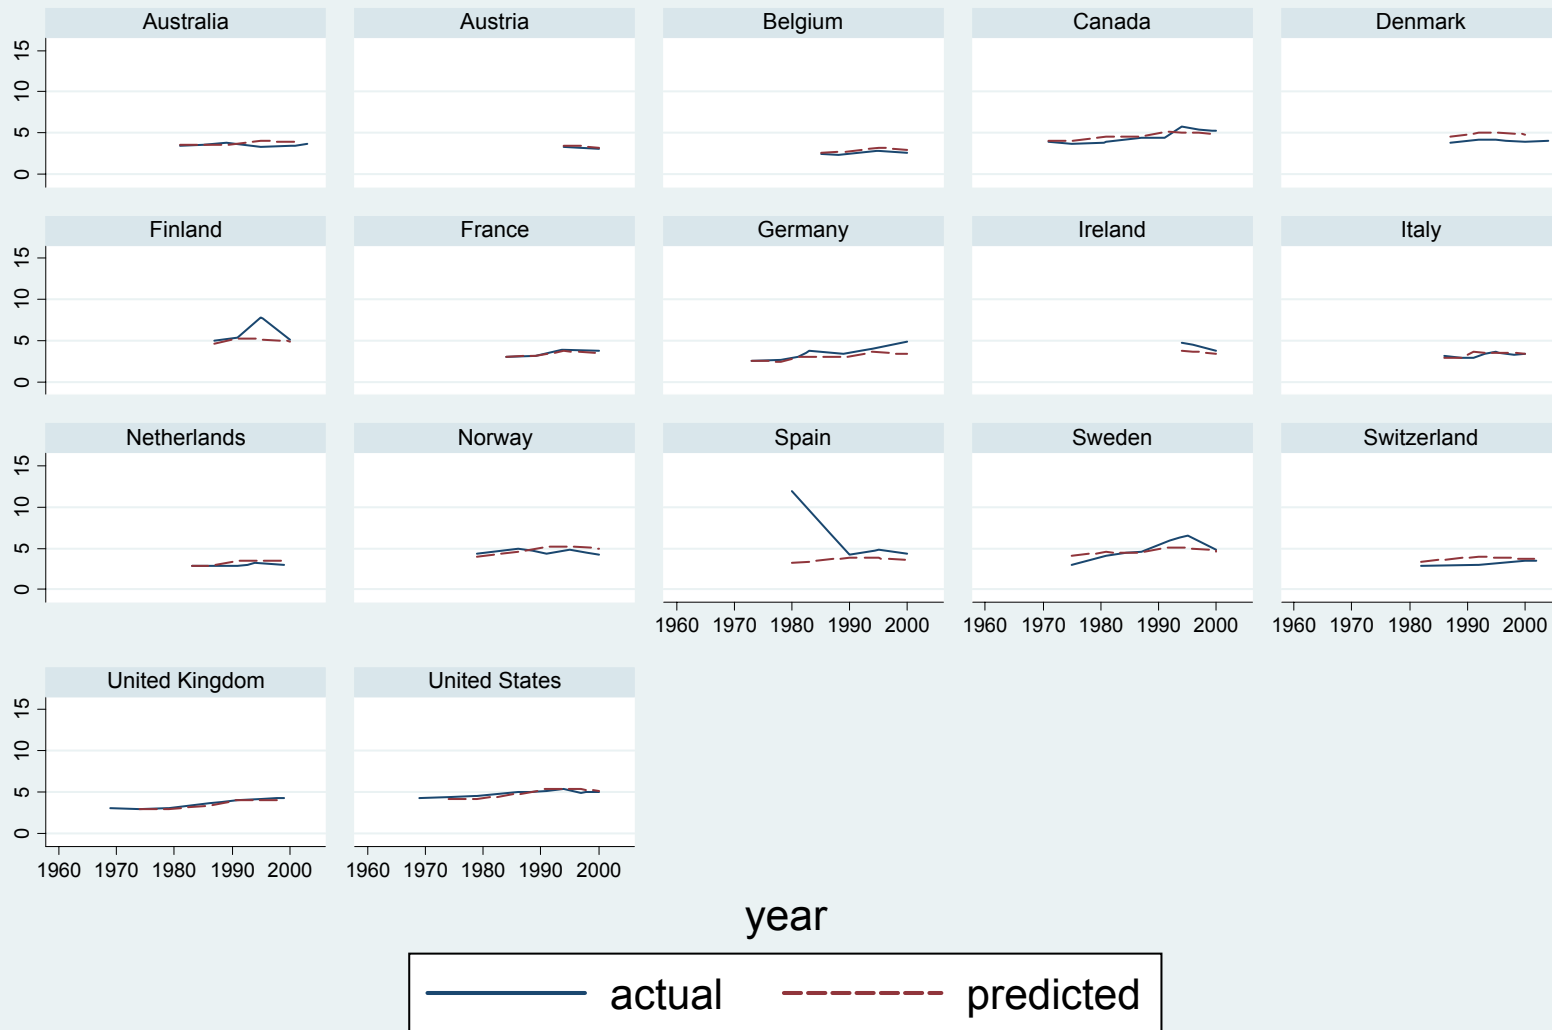 Australia Austria Belgium Canada Denmark
15
10
5
0
Finland France Germany Ireland Italy
15
10
5
0
Netherlands Norway Spain Sweden Switzerland
15
10
5
0
1960 1970 1980 1990 2000 1960 1970 1980 1990 2000 1960 1970 1980 1990 2000
United Kingdom United States
15
10
5
0
1960 1970 1980 1990 2000 1960 1970 1980 1990 2000
year
actual predicted